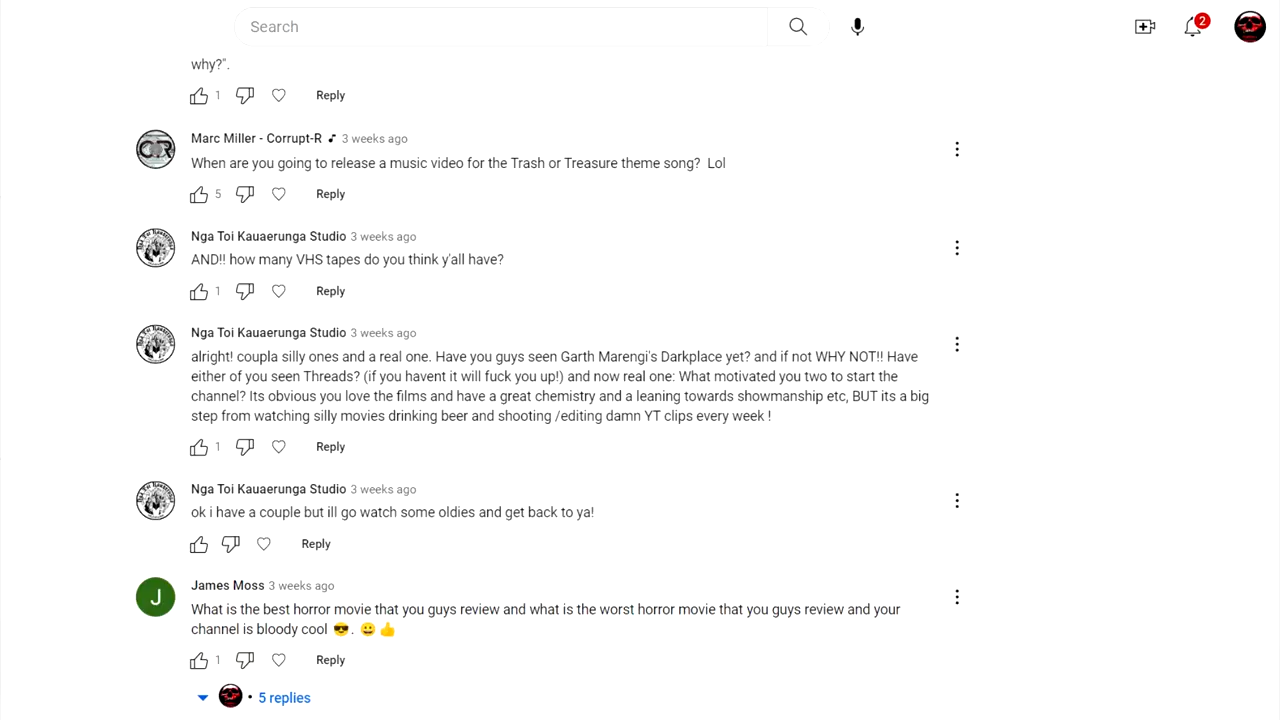 Search
2
why?".
1
Reply
Marc Miller - Corrupt-R 3 weeks ago
When are you going to release a music video for the Trash or Treasure theme song? Lol
5
Reply
Nga Toi Kauaerunga Studio 3 weeks ago
AND!! how many VHS tapes do you think y'all have?
1
Reply
Nga Toi Kauaerunga Studio 3 weeks ago
alright! coupla silly ones and a real one. Have you guys seen Garth Marengi's Darkplace yet? and if not WHY NOT!! Have
either of you seen Threads? (if you havent it will fuck you up!) and now real one: What motivated you two to start the
channel? Its obvious you love the films and have a great chemistry and a leaning towards showmanship etc, BUT its a big
step from watching silly movies drinking beer and shooting /editing damn YT clips every week !
1
Reply
Nga Toi Kauaerunga Studio 3 weeks ago
ok i have a couple but ill go watch some oldies and get back to ya!
Reply
J
James Moss 3 weeks ago
What is the best horror movie that you guys review and what is the worst horror movie that you guys review and your
channel is bloody cool 😎. 😀👍
1
Reply
• 5 replies